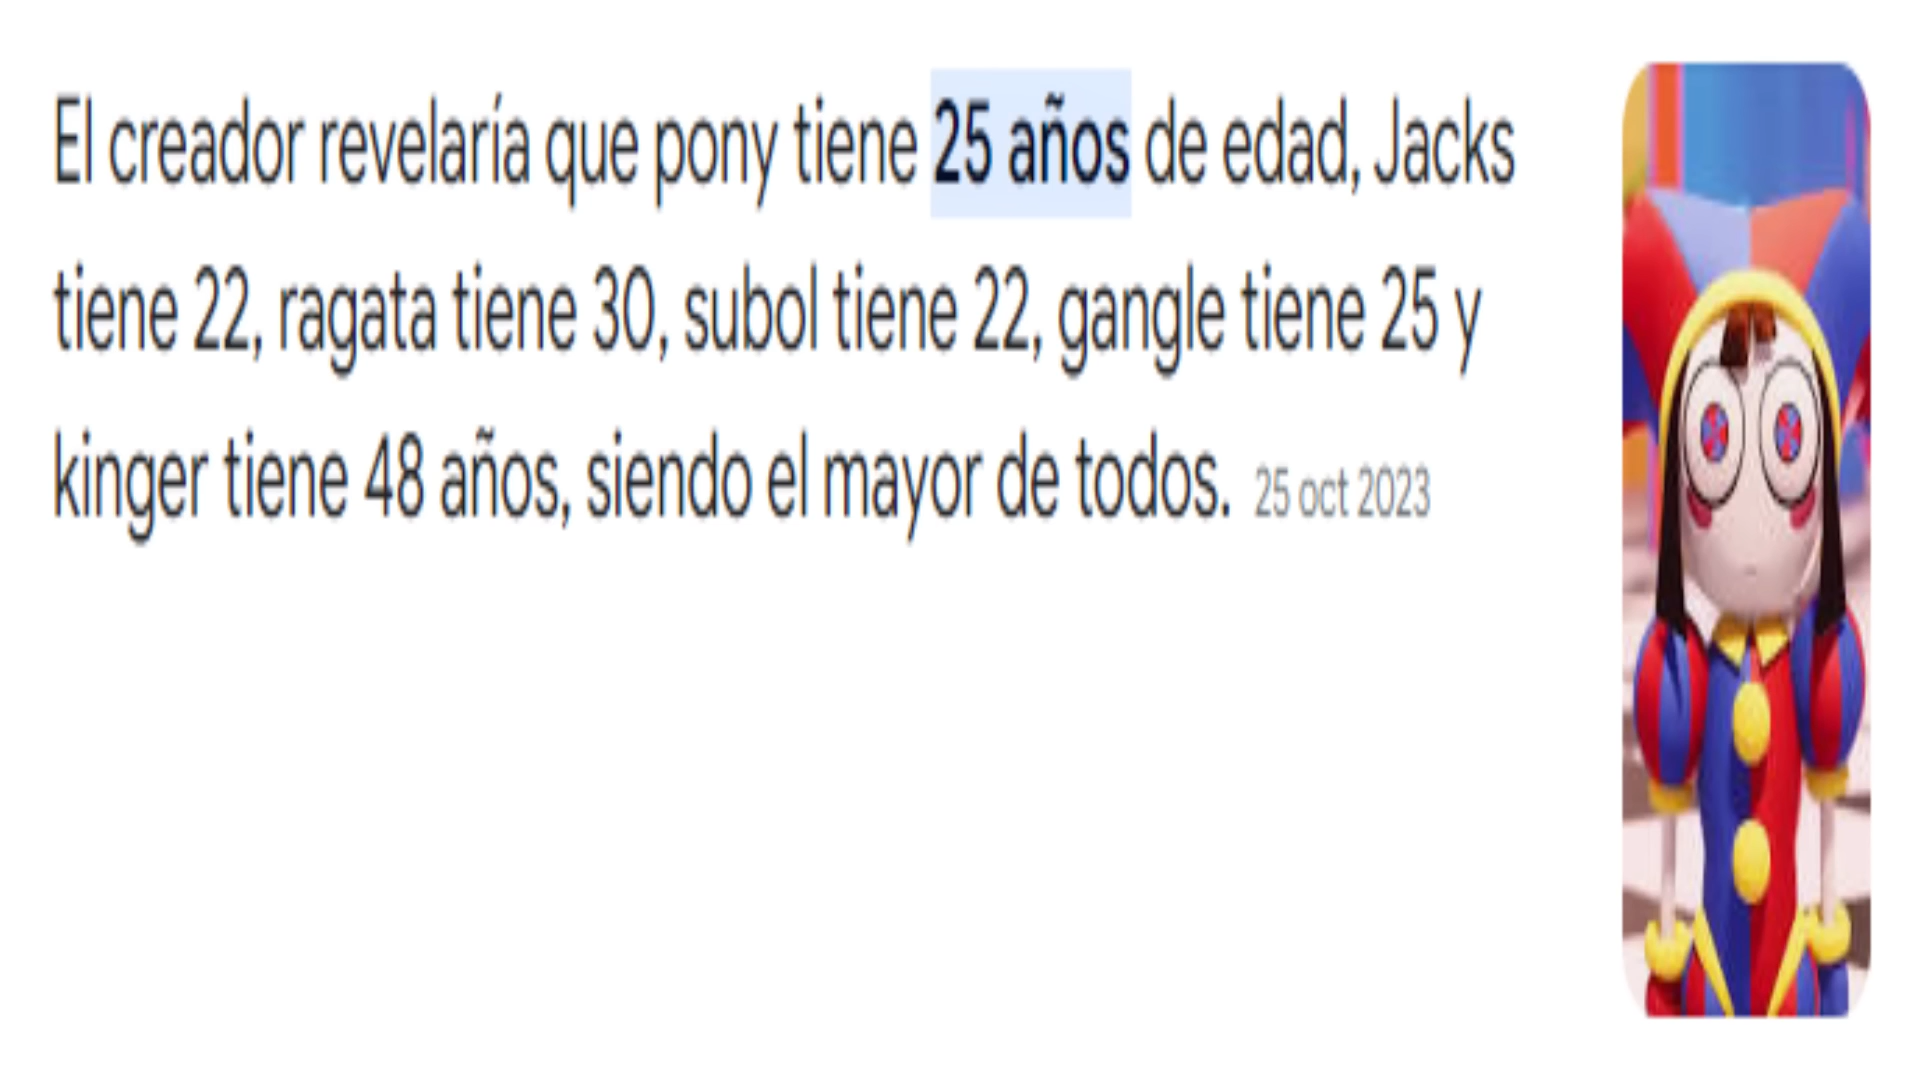 El creador revelaría que pony tiene 25 años de edad, Jacks
tiene 22, ragata tiene 30, subol tiene 22, gangle tiene 25 y
kinger tiene 48 años, siendo el mayor de todos. 25 oct 2023